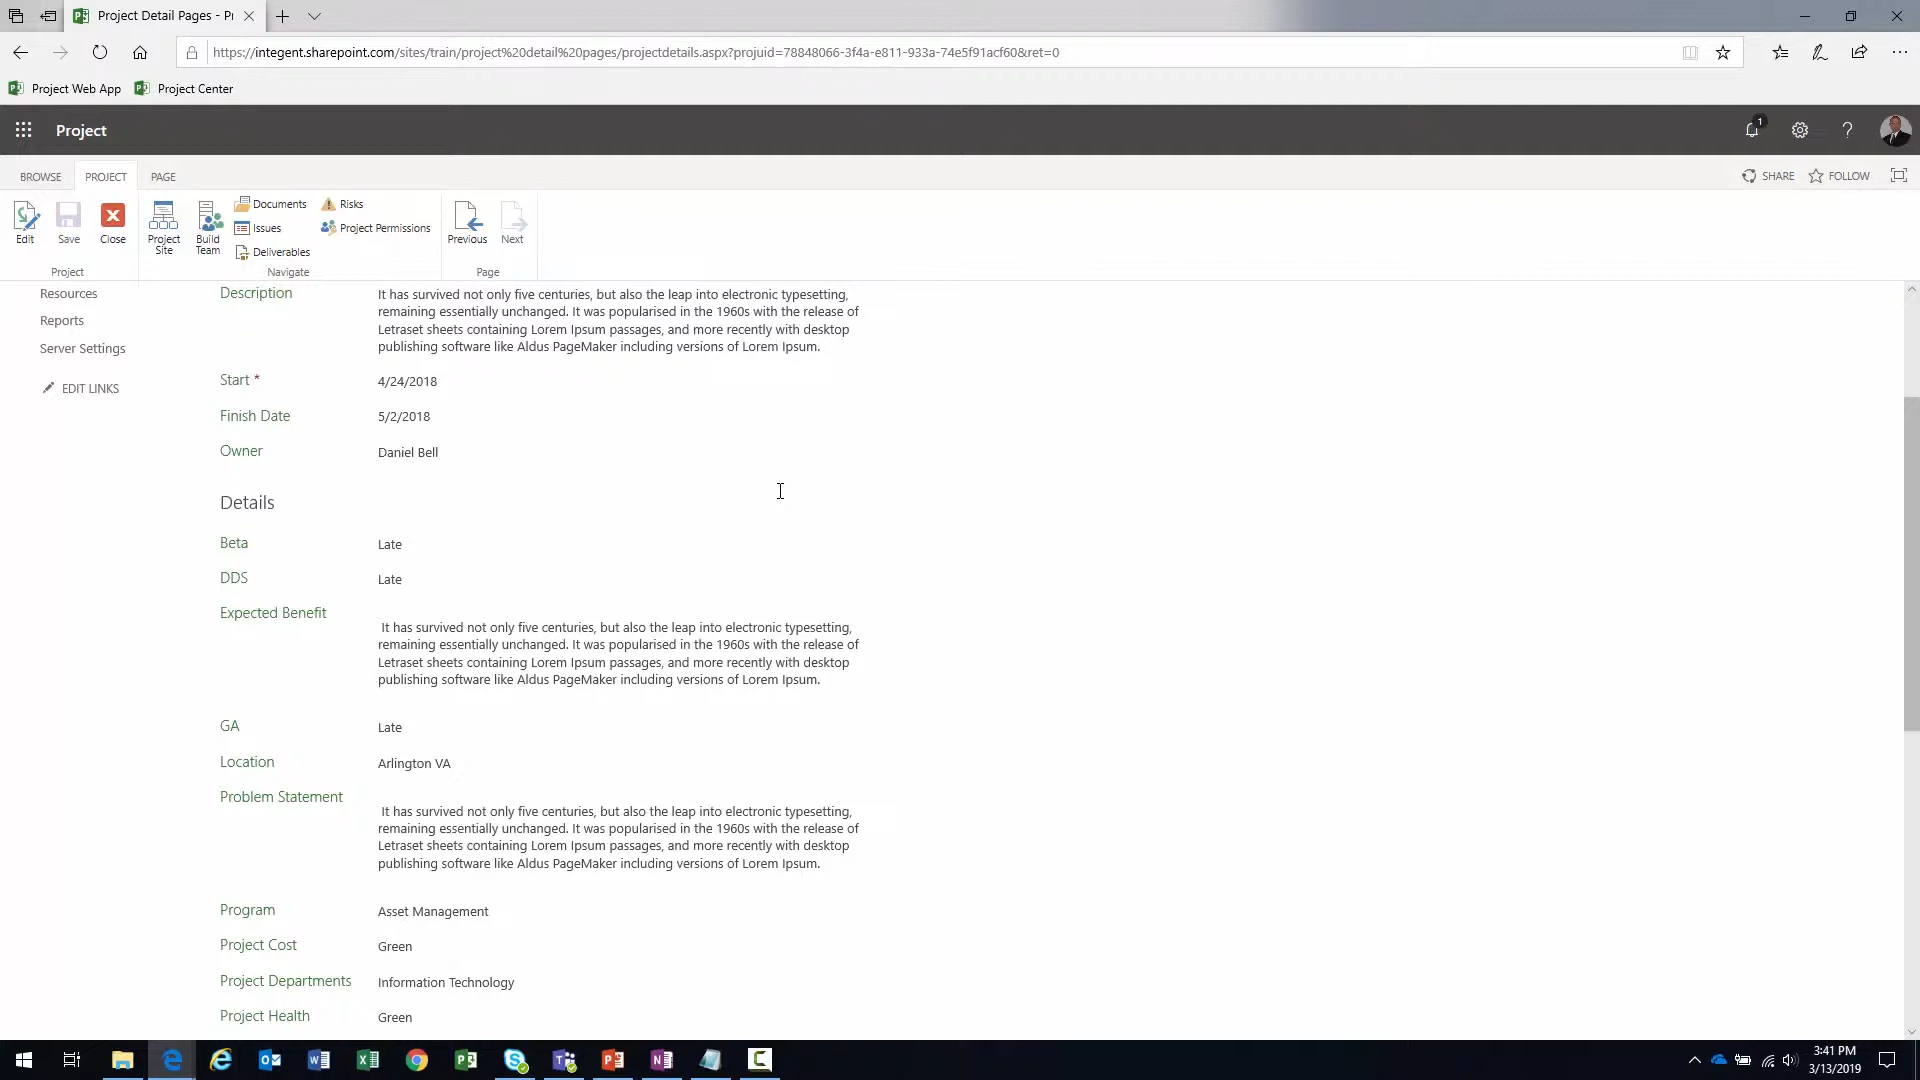 Project Detail Pages - Pr
https://integent.sharepoint.com/sites/train/project%20detail%20pages/projectdetails.aspx?projuid=78848066-3f4a-e811-933a-74e5f91acf60&ret=0
Project Web App
Project Center
Project
1
BROWSE
PROJECT
PAGE
SHARE
FOLLOW
Edit
Save
Close
Project
Site
Build
Team
Documents
Issues
Deliverables
Risks
Project Permissions
Previous
Next
Project
Navigate
Page
Resources
Reports
Server Settings
EDIT LINKS
Description
It has survived not only five centuries, but also the leap into electronic typesetting,
remaining essentially unchanged. It was popularised in the 1960s with the release of
Letraset sheets containing Lorem Ipsum passages, and more recently with desktop
publishing software like Aldus PageMaker including versions of Lorem Ipsum.
Start * 4/24/2018
Finish Date 5/2/2018
Owner Daniel Bell
Details
Beta Late
DDS Late
Expected Benefit
It has survived not only five centuries, but also the leap into electronic typesetting,
remaining essentially unchanged. It was popularised in the 1960s with the release of
Letraset sheets containing Lorem Ipsum passages, and more recently with desktop
publishing software like Aldus PageMaker including versions of Lorem Ipsum.
GA Late
Location Arlington VA
Problem Statement
It has survived not only five centuries, but also the leap into electronic typesetting,
remaining essentially unchanged. It was popularised in the 1960s with the release of
Letraset sheets containing Lorem Ipsum passages, and more recently with desktop
publishing software like Aldus PageMaker including versions of Lorem Ipsum.
Program Asset Management
Project Cost Green
Project Departments Information Technology
Project Health Green
3:41 PM
3/13/2019